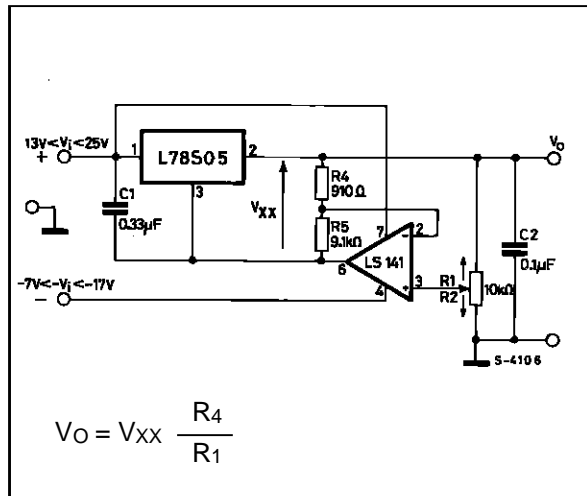 13V<Vi<25V
+
1
L78S05
2
3
VO
C1
0.33µF
VXX
R4
910Ω
R5
9.1kΩ
7
2
-
LS 141
6
+
3
4
R1
R2
10kΩ
C2
0.1µF
-7V<-Vi<-17V
-
S-4106
VO = VXX R4
R1